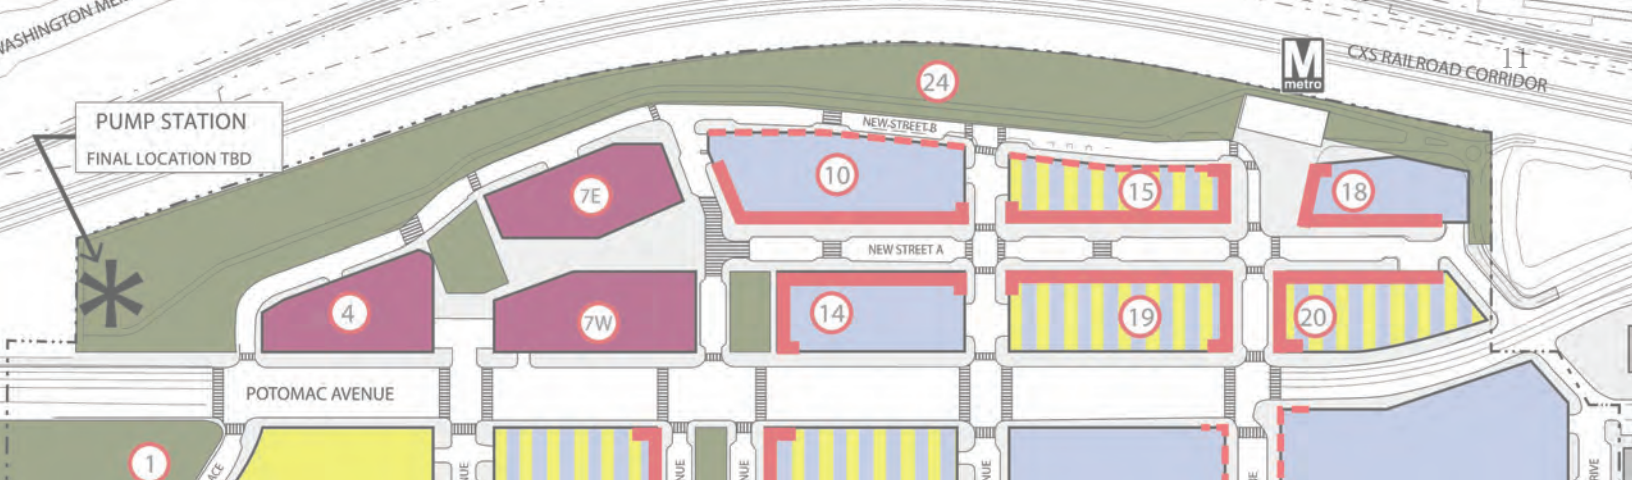 WASHINGTON
11
M
metro
CXS RAILROAD CORRIDOR
24
PUMP STATION
FINAL LOCATION TBD
NEW STREET B
7E
10
15
18
NEW STREET A
4
7W
14
19
20
POTOMAC AVENUE
1